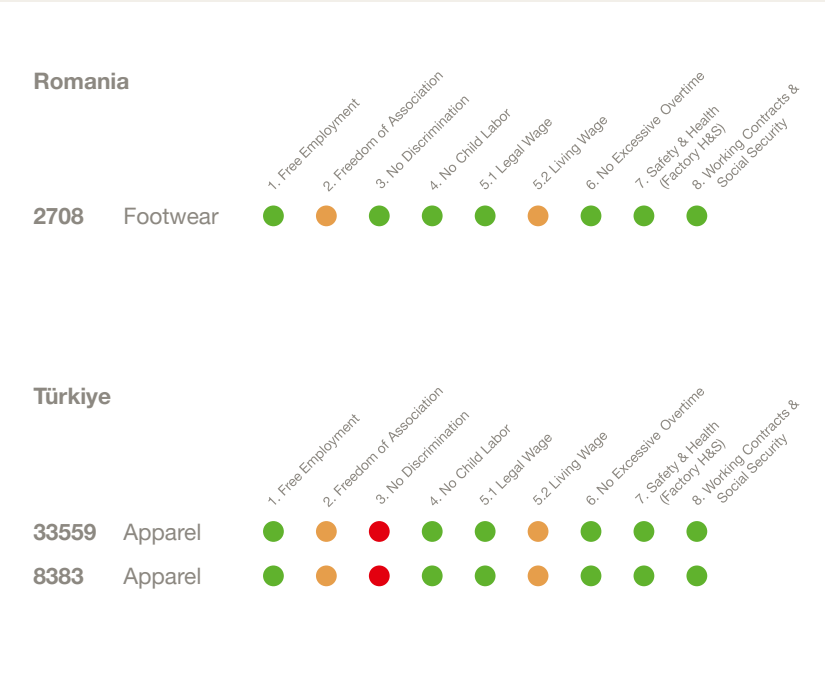 Romania
1. Free Employment
2. Freedom of Association
3. No Discrimination
4. No Child Labor
5.1 Legal Wage
5.2 Living Wage
6. No Excessive Overtime
7. Safety & Health
(Factory H&S)
8. Working Contracts &
Social Security
2708 Footwear
Türkiye
1. Free Employment
2. Freedom of Association
3. No Discrimination
4. No Child Labor
5.1 Legal Wage
5.2 Living Wage
6. No Excessive Overtime
7. Safety & Health
(Factory H&S)
8. Working Contracts &
Social Security
33559 Apparel
8383 Apparel